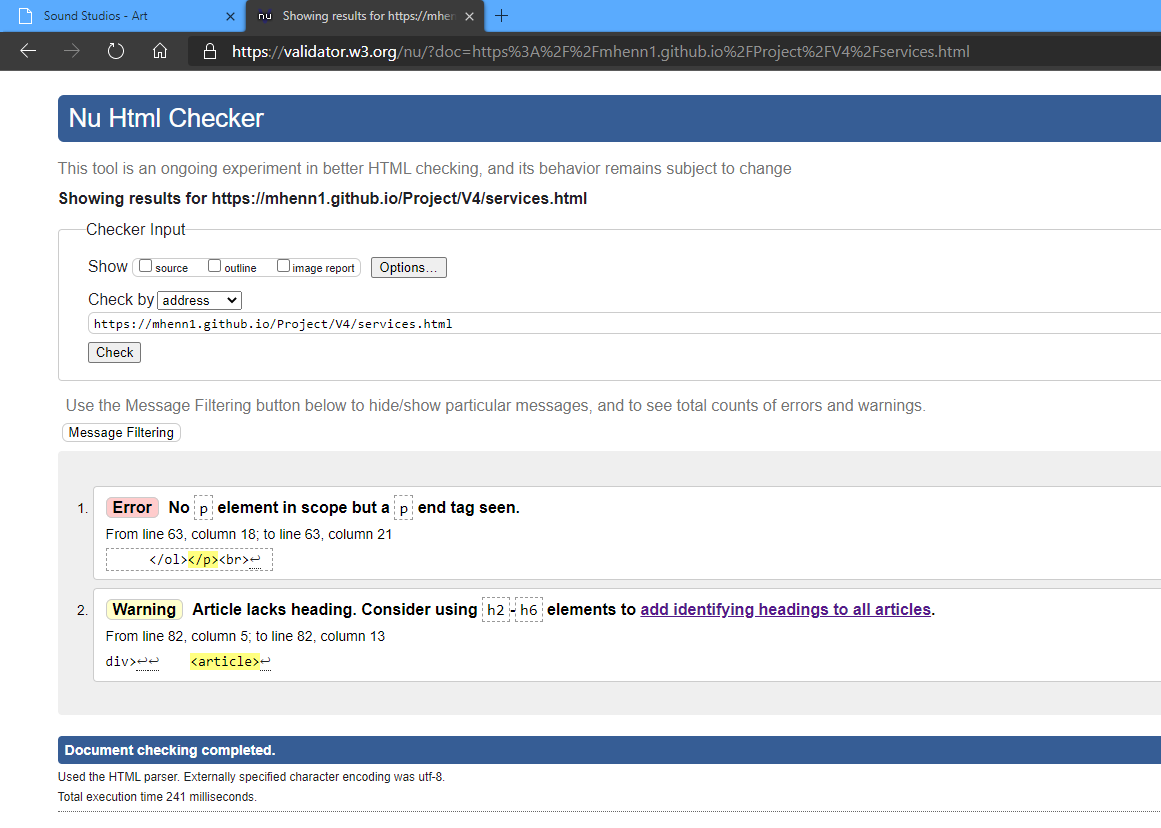 Sound Studios - Art
nu Showing results for https://mhen
https://validator.w3.org/nu/?doc=https%3A%2F%2Fmhenn1.github.io%2FProject%2FV4%2Fservices.html
Nu Html Checker
This tool is an ongoing experiment in better HTML checking, and its behavior remains subject to change
Showing results for https://mhenn1.github.io/Project/V4/services.html
Checker Input
Show source outline image report Options...
Check by address
https://mhenn1.github.io/Project/V4/services.html
Check
Use the Message Filtering button below to hide/show particular messages, and to see total counts of errors and warnings.
Message Filtering
1. Error No p element in scope but a p end tag seen.
From line 63, column 18; to line 63, column 21
</ol></p><br>↩
2. Warning Article lacks heading. Consider using h2-h6 elements to add identifying headings to all articles.
From line 82, column 5; to line 82, column 13
div>↩↩ <article>↩
Document checking completed.
Used the HTML parser. Externally specified character encoding was utf-8.
Total execution time 241 milliseconds.